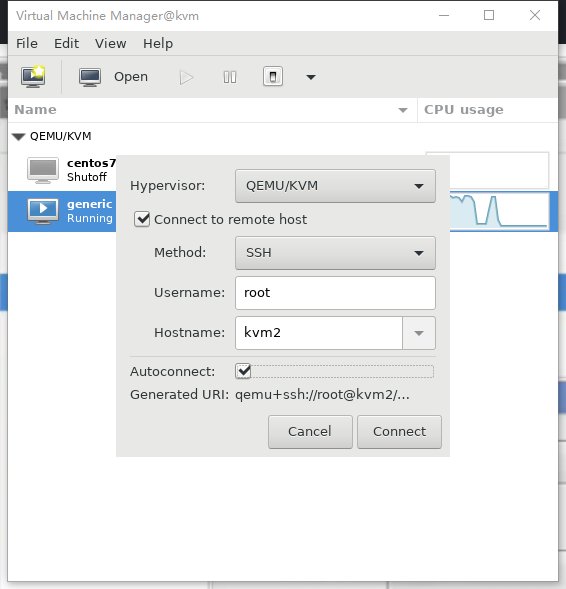 Virtual Machine Manager@kvm
File Edit View Help
Open
Name CPU usage
QEMU/KVM
centos7
Shutoff
generic
Running
Hypervisor: QEMU/KVM
Connect to remote host
Method: SSH
Username: root
Hostname: kvm2
Autoconnect:
Generated URI: qemu+ssh://root@kvm2/...
Cancel Connect